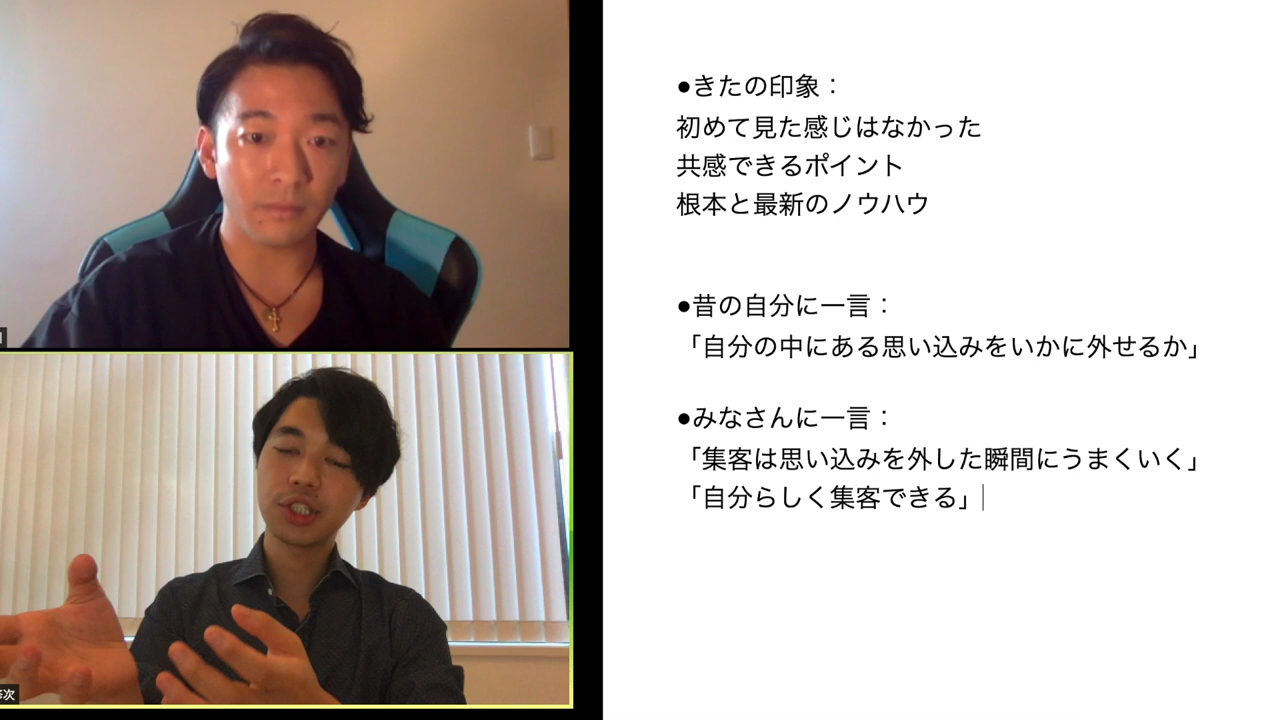 ●きたの印象：
初めて見た感じはなかった
共感できるポイント
根本と最新のノウハウ
●昔の自分に一言：
「自分の中にある思い込みをいかに外せるか」
●みなさんに一言：
「集客は思い込みを外した瞬間にうまくいく」
「自分らしく集客できる」
次